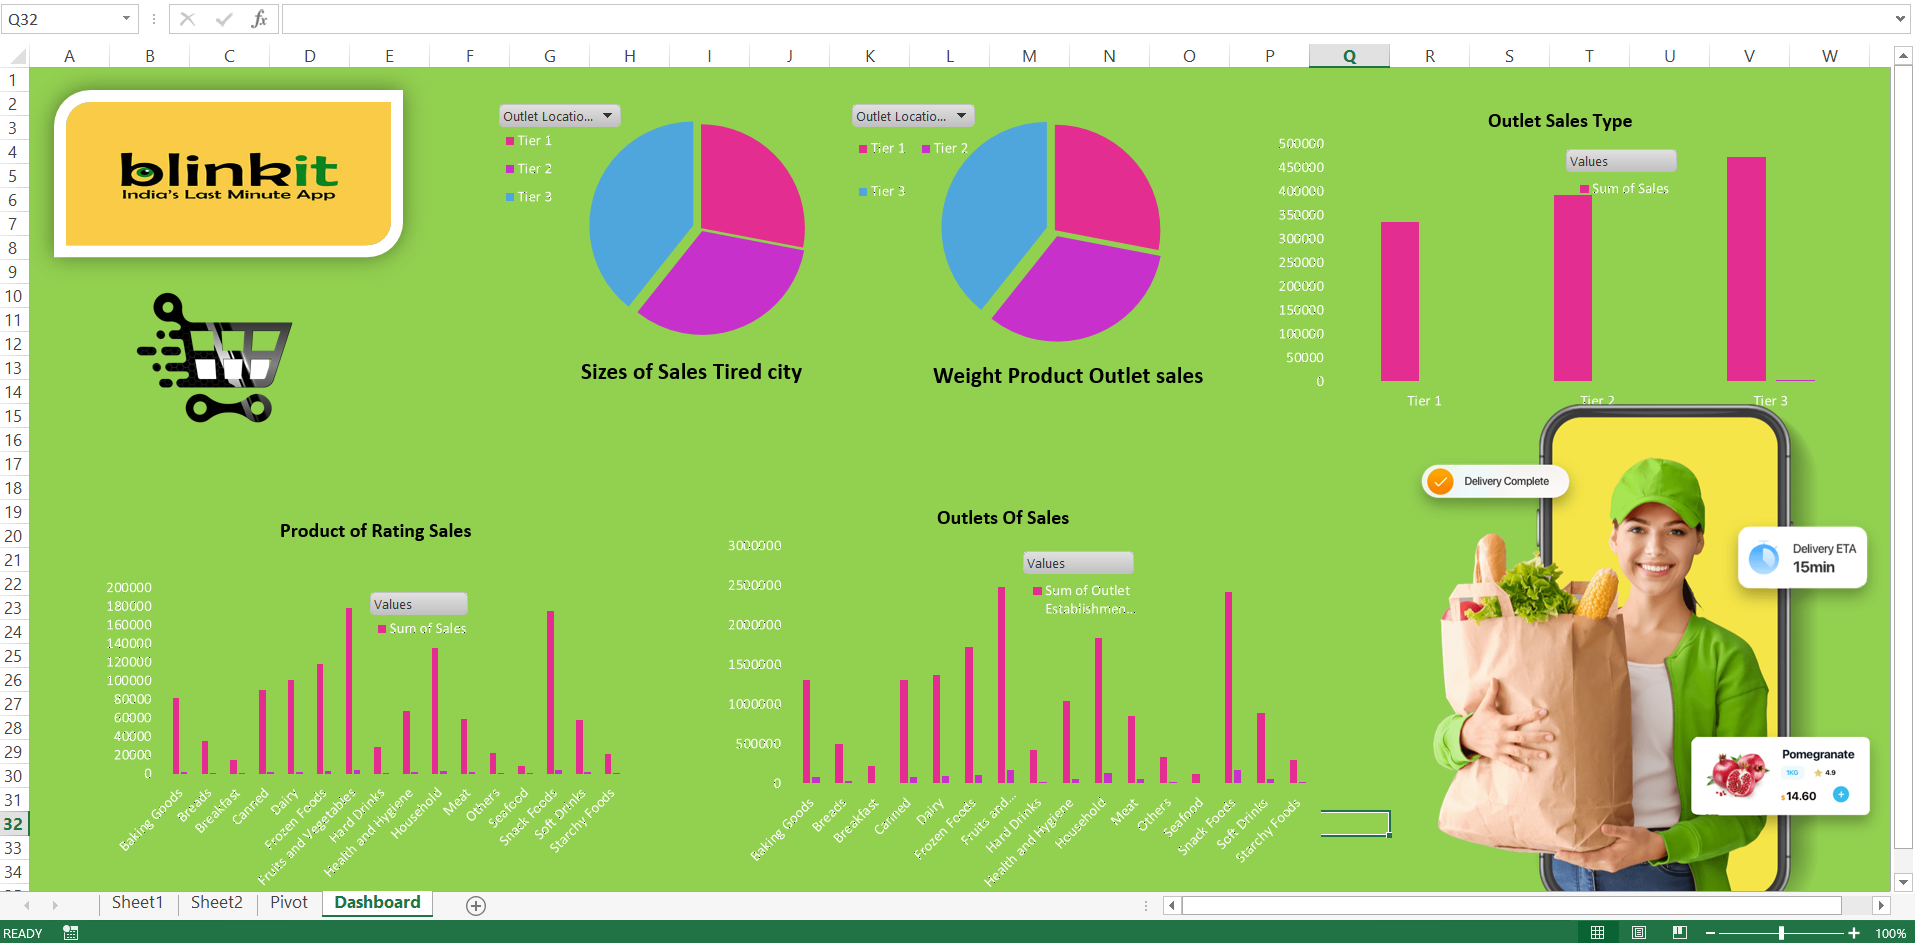 Q32
fx
A B C D E F G H I J K L M N O P Q R S T U V W
1
2
3
4
5
6
7
8
9
10
11
12
13
14
15
16
17
18
19
20
21
22
23
24
25
26
27
28
29
30
31
32
33
34
blinkit
India's Last Minute App
Outlet Locatio...
Tier 1
Tier 2
Tier 3
Sizes of Sales Tired city
Outlet Locatio...
Tier 1 Tier 2
Tier 3
Weight Product Outlet sales
Outlet Sales Type
Values
Sum of Sales
500000
450000
400000
350000
300000
250000
200000
150000
100000
50000
0
Tier 1 Tier 2 Tier 3
Product of Rating Sales
Values
Sum of Sales
200000
180000
160000
140000
120000
100000
80000
60000
40000
20000
0
Baking Goods
Breads
Breakfast
Canned
Dairy
Frozen Foods
Fruits and Vegetables
Hard Drinks
Health and Hygiene
Household
Meat
Others
Seafood
Snack Foods
Soft Drinks
Starchy Foods
Outlets Of Sales
Values
Sum of Outlet
Establishmen...
3000000
2500000
2000000
1500000
1000000
500000
0
Baking Goods
Breads
Breakfast
Canned
Dairy
Frozen Foods
Fruits and...
Hard Drinks
Health and Hygiene
Household
Meat
Others
Seafood
Snack Foods
Soft Drinks
Starchy Foods
Delivery Complete
Delivery ETA
15min
Pomegranate
1KG 4.9
$14.60
Sheet1 Sheet2 Pivot Dashboard
READY
100%